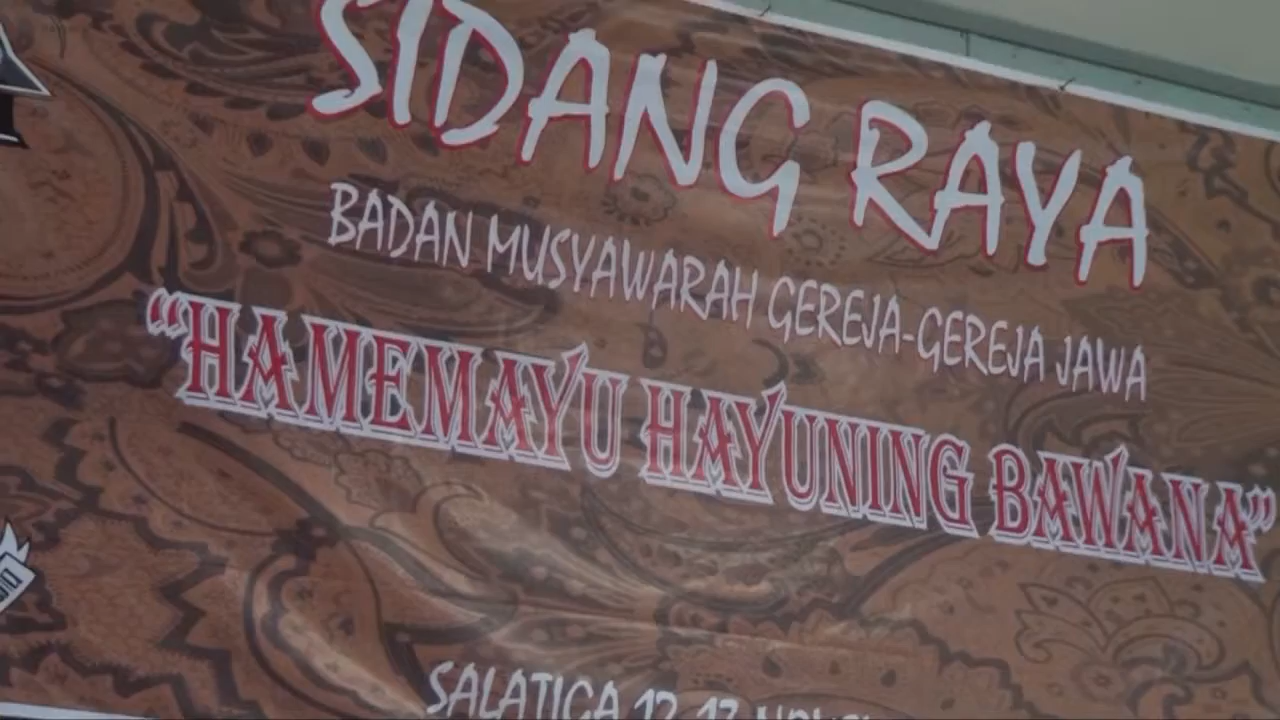 SIDANG RAYA
BADAN MUSYAWARAH GEREJA-GEREJA JAWA
"HAMEMAYU HAYUNING BAWANA"
SALATIGA